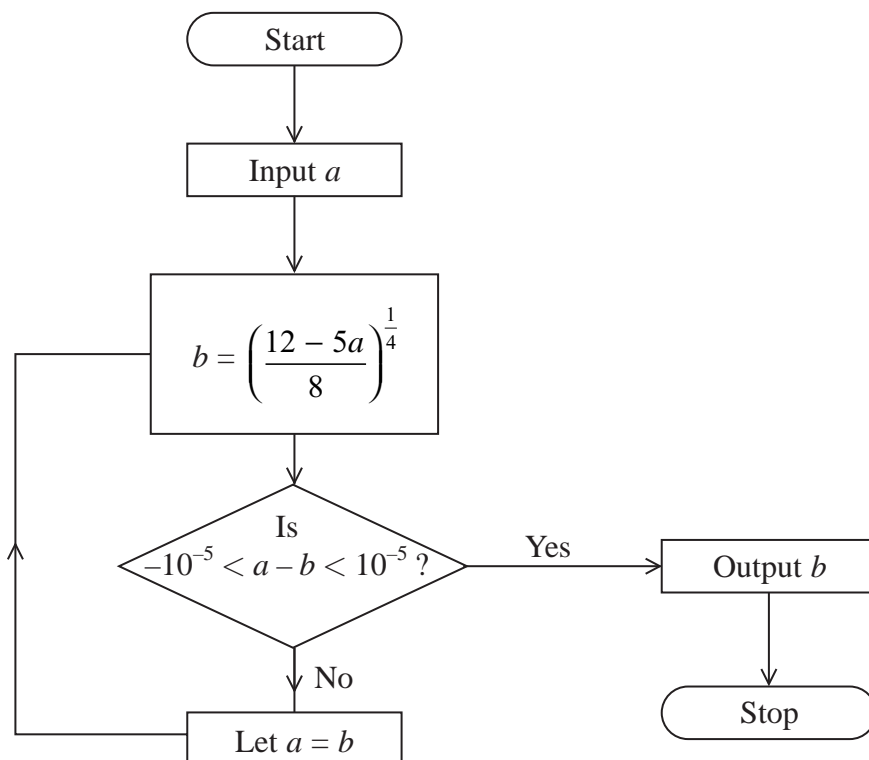 Start
Input a
b = ((12 − 5a)/8)^(1/4)
Is
–10⁻⁵ < a – b < 10⁻⁵ ?
Yes
Output b
No
Let a = b
Stop